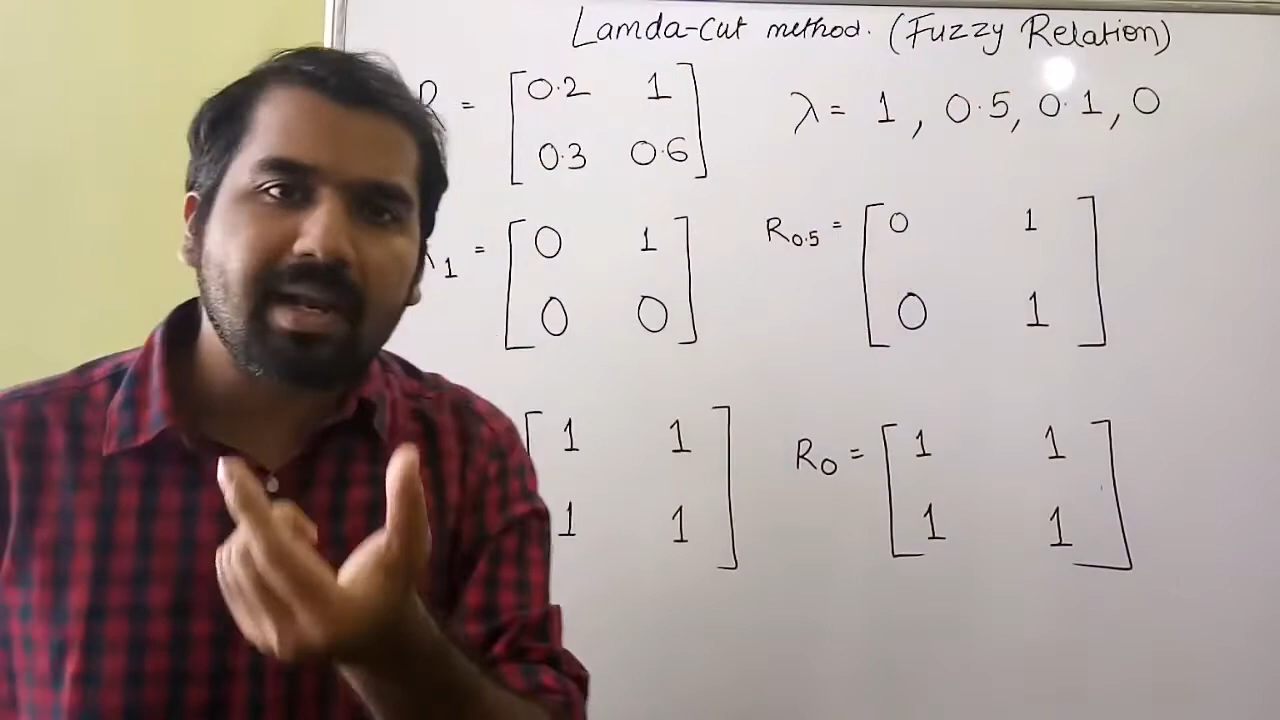 Lamda-Cut method. (Fuzzy Relation)
R = [0.2 1
0.3 0.6]
λ = 1, 0.5, 0.1, 0
1 = [0 1
0 0]
R0.5 = [0 1
0 1]
[1 1
1 1]
R0 = [1 1
1 1]